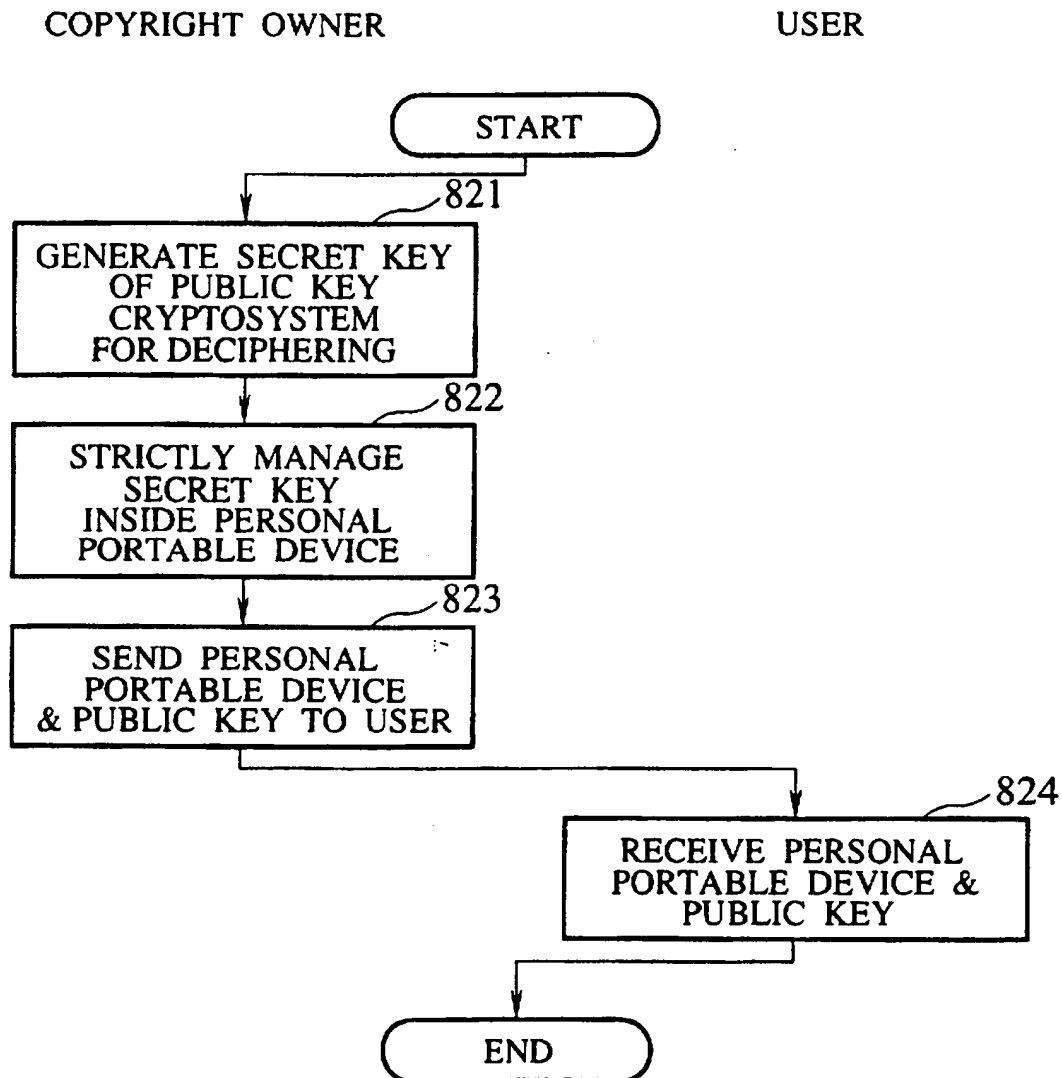 COPYRIGHT OWNER
USER
START
821
GENERATE SECRET KEY
OF PUBLIC KEY
CRYPTOSYSTEM
FOR DECIPHERING
822
STRICTLY MANAGE
SECRET KEY
INSIDE PERSONAL
PORTABLE DEVICE
823
SEND PERSONAL
PORTABLE DEVICE
& PUBLIC KEY TO USER
824
RECEIVE PERSONAL
PORTABLE DEVICE &
PUBLIC KEY
END